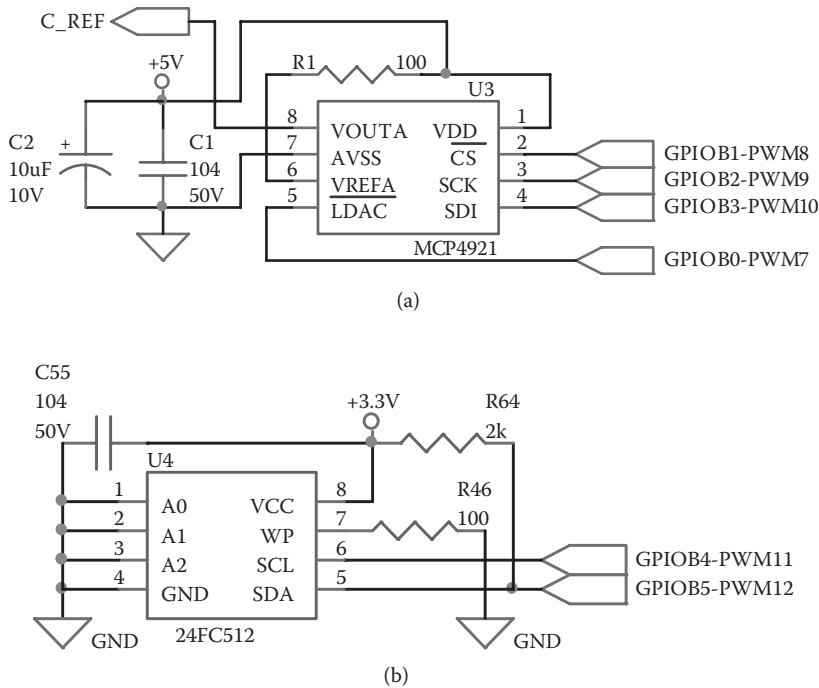 C_REF
+5V
R1 100
U3
C2
+
10uF
10V
C1
104
50V
8 VOUTA VDD 1
7 AVSS CS 2 GPIOB1-PWM8
6 VREFA SCK 3 GPIOB2-PWM9
5 LDAC SDI 4 GPIOB3-PWM10
MCP4921 GPIOB0-PWM7
(a)
C55
104
50V
+3.3V
R64
2k
U4
1 A0 VCC 8
R46
100
2 A1 WP 7
3 A2 SCL 6 GPIOB4-PWM11
4 GND SDA 5 GPIOB5-PWM12
GND 24FC512 GND
(b)